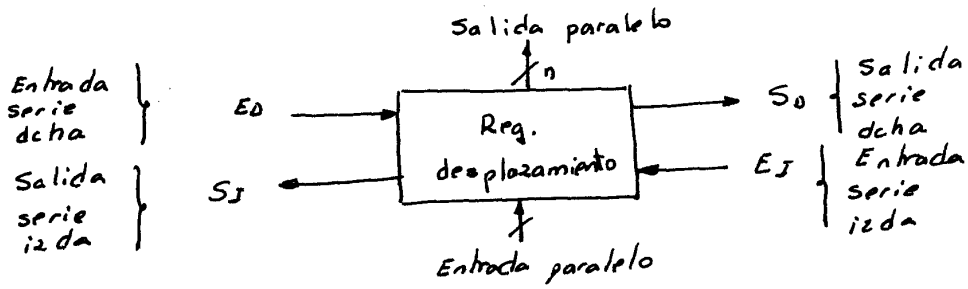 Salida paralelo
n
Entrada
serie
dcha
ED
Reg.
desplazamiento
SD
Salida
serie
dcha
Salida
serie
izda
SI
EI
Entrada
serie
izda
Entrada paralelo